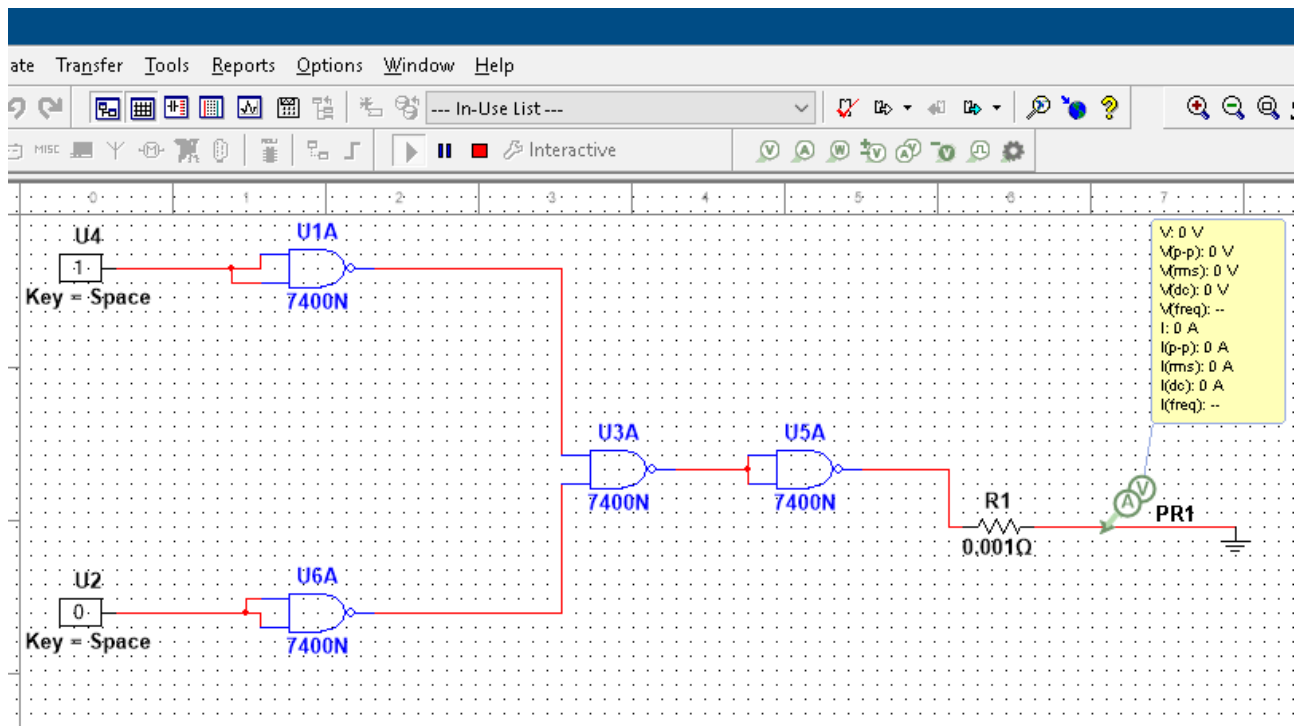 ate Transfer Tools Reports Options Window Help
--- In-Use List ---
MISC
Interactive
V A W V A V V
0 1 2 3 4 5 6 7
U4
1
Key = Space
U1A
7400N
V: 0 V
V(p-p): 0 V
V(rms): 0 V
V(dc): 0 V
V(freq): --
I: 0 A
I(p-p): 0 A
I(rms): 0 A
I(dc): 0 A
I(freq): --
U3A
7400N
U5A
7400N
R1
0,001Ω
V
A
PR1
U2
0
Key = Space
U6A
7400N